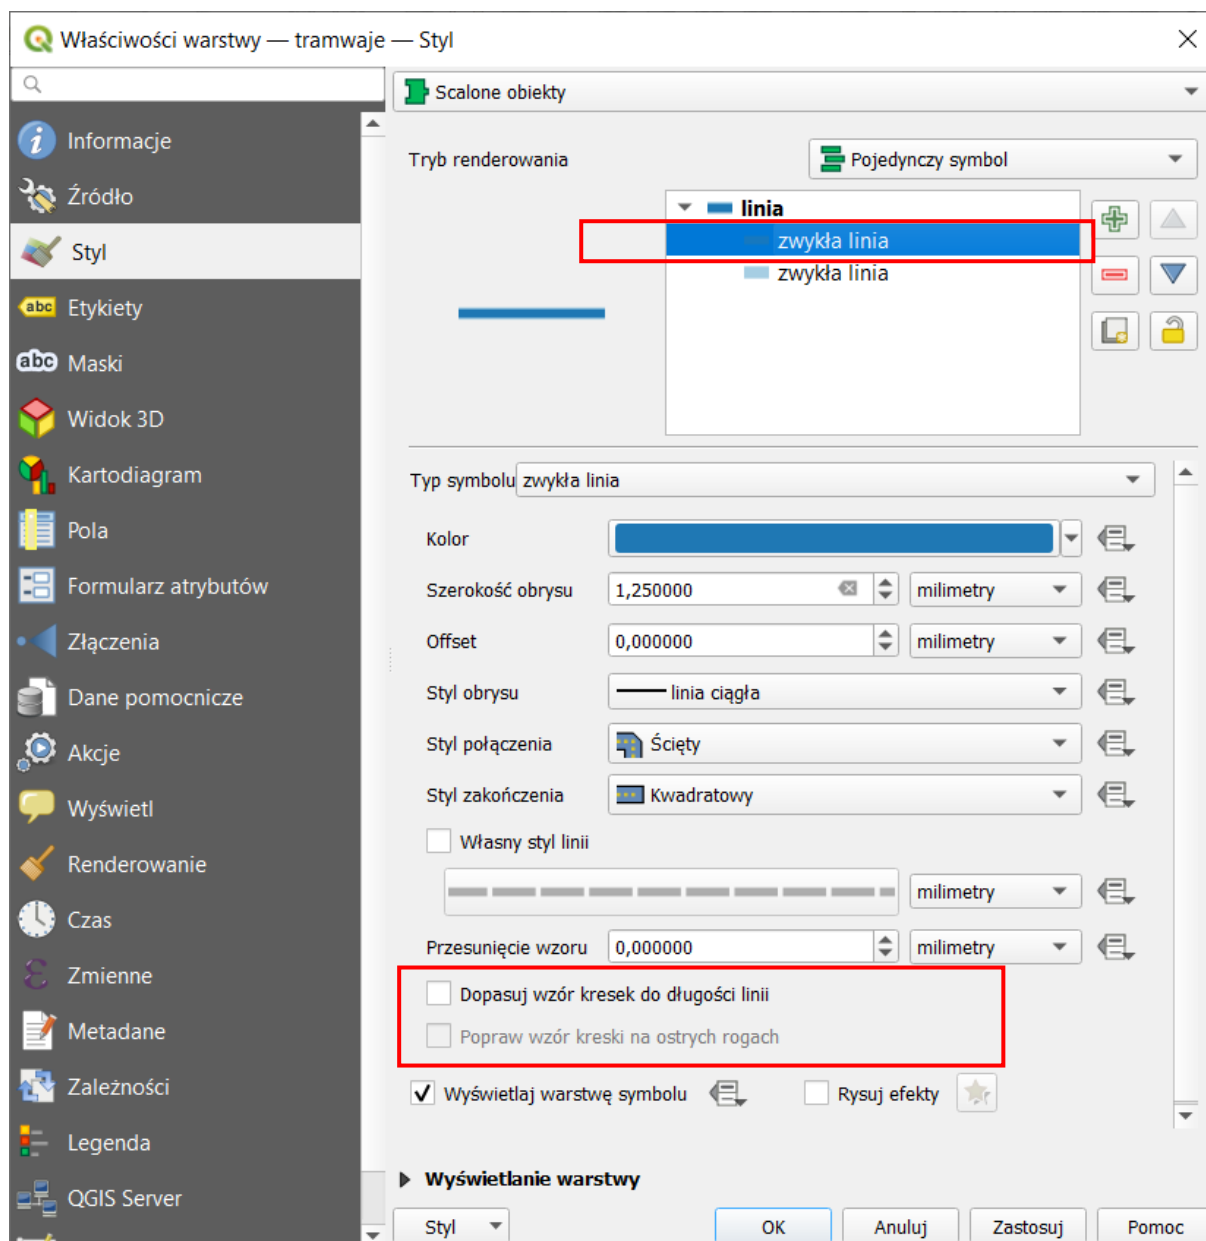 Właściwości warstwy — tramwaje — Styl
Informacje
Źródło
Styl
abc Etykiety
abc Maski
Widok 3D
Kartodiagram
Pola
Formularz atrybutów
Złączenia
Dane pomocnicze
Akcje
Wyświetl
Renderowanie
Czas
Zmienne
Metadane
Zależności
Legenda
QGIS Server
Scalone obiekty
Tryb renderowania
Pojedynczy symbol
linia
zwykła linia
zwykła linia
Typ symbolu zwykła linia
Kolor
Szerokość obrysu 1,250000 milimetry
Offset 0,000000 milimetry
Styl obrysu linia ciągła
Styl połączenia Ścięty
Styl zakończenia Kwadratowy
Własny styl linii
milimetry
Przesunięcie wzoru 0,000000 milimetry
Dopasuj wzór kresek do długości linii
Popraw wzór kreski na ostrych rogach
Wyświetlaj warstwę symbolu Rysuj efekty
Wyświetlanie warstwy
Styl OK Anuluj Zastosuj Pomoc